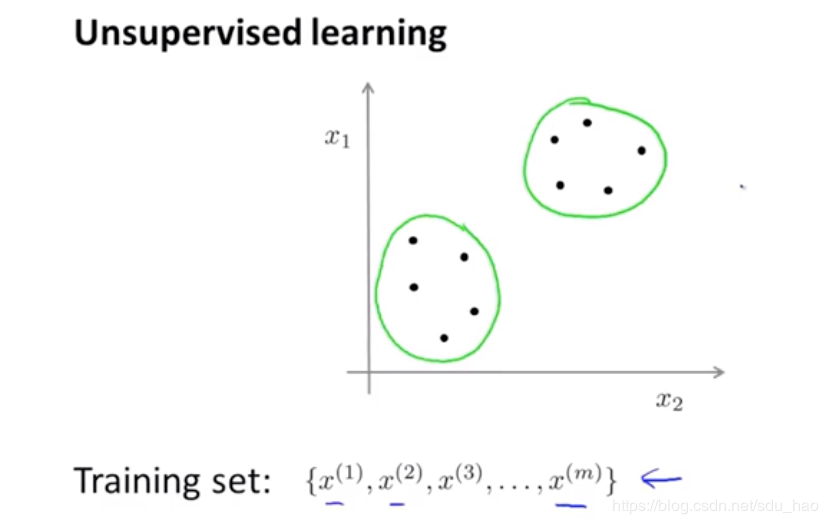 Unsupervised learning
x₁
x₂
Training set: {x⁽¹⁾, x⁽²⁾, x⁽³⁾, . . . , x⁽ᵐ⁾}
https://blog.csdn.net/sdu_hao